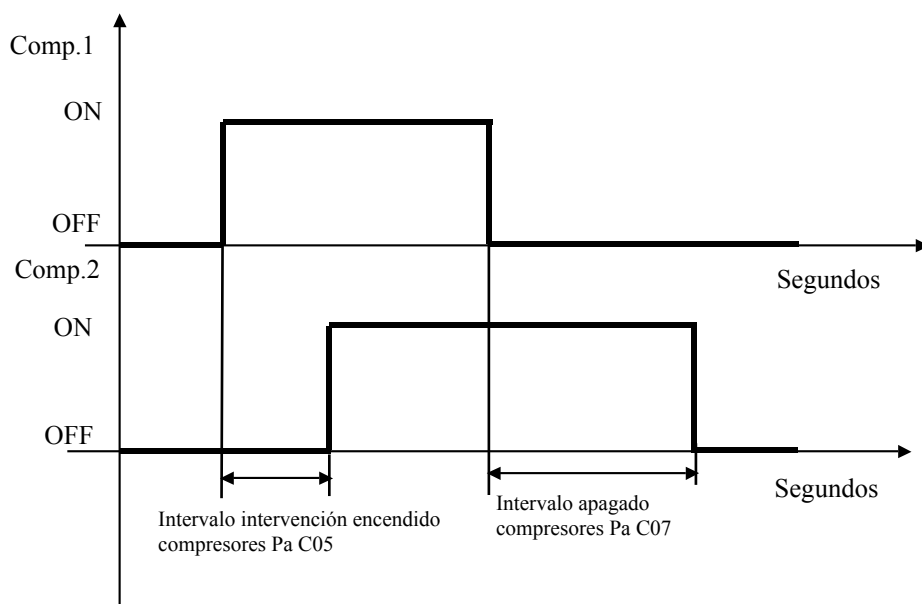 Comp.1
ON
OFF
Comp.2
Segundos
ON
OFF
Segundos
Intervalo intervención encendido
compresores Pa C05
Intervalo apagado
compresores Pa C07